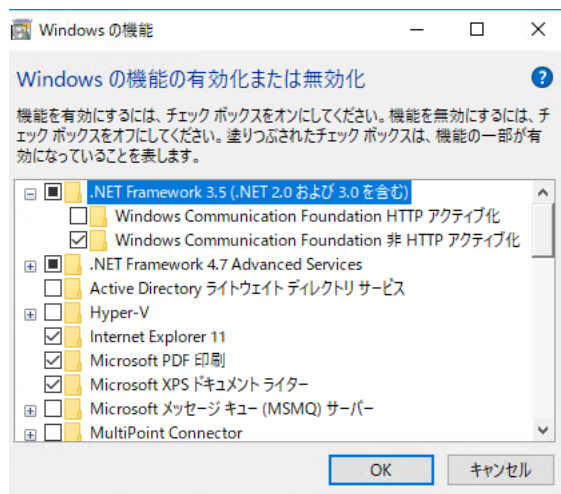 Windows の機能
Windows の機能の有効化または無効化
機能を有効にするには、チェック ボックスをオンにしてください。機能を無効にするには、チ
ェック ボックスをオフにしてください。塗りつぶされたチェック ボックスは、機能の一部が有
効になっていることを表します。
.NET Framework 3.5 (.NET 2.0 および 3.0 を含む)
Windows Communication Foundation HTTP アクティブ化
Windows Communication Foundation 非 HTTP アクティブ化
.NET Framework 4.7 Advanced Services
Active Directory ライトウェイト ディレクトリ サービス
Hyper-V
Internet Explorer 11
Microsoft PDF 印刷
Microsoft XPS ドキュメント ライター
Microsoft メッセージ キュー (MSMQ) サーバー
MultiPoint Connector
OK
キャンセル